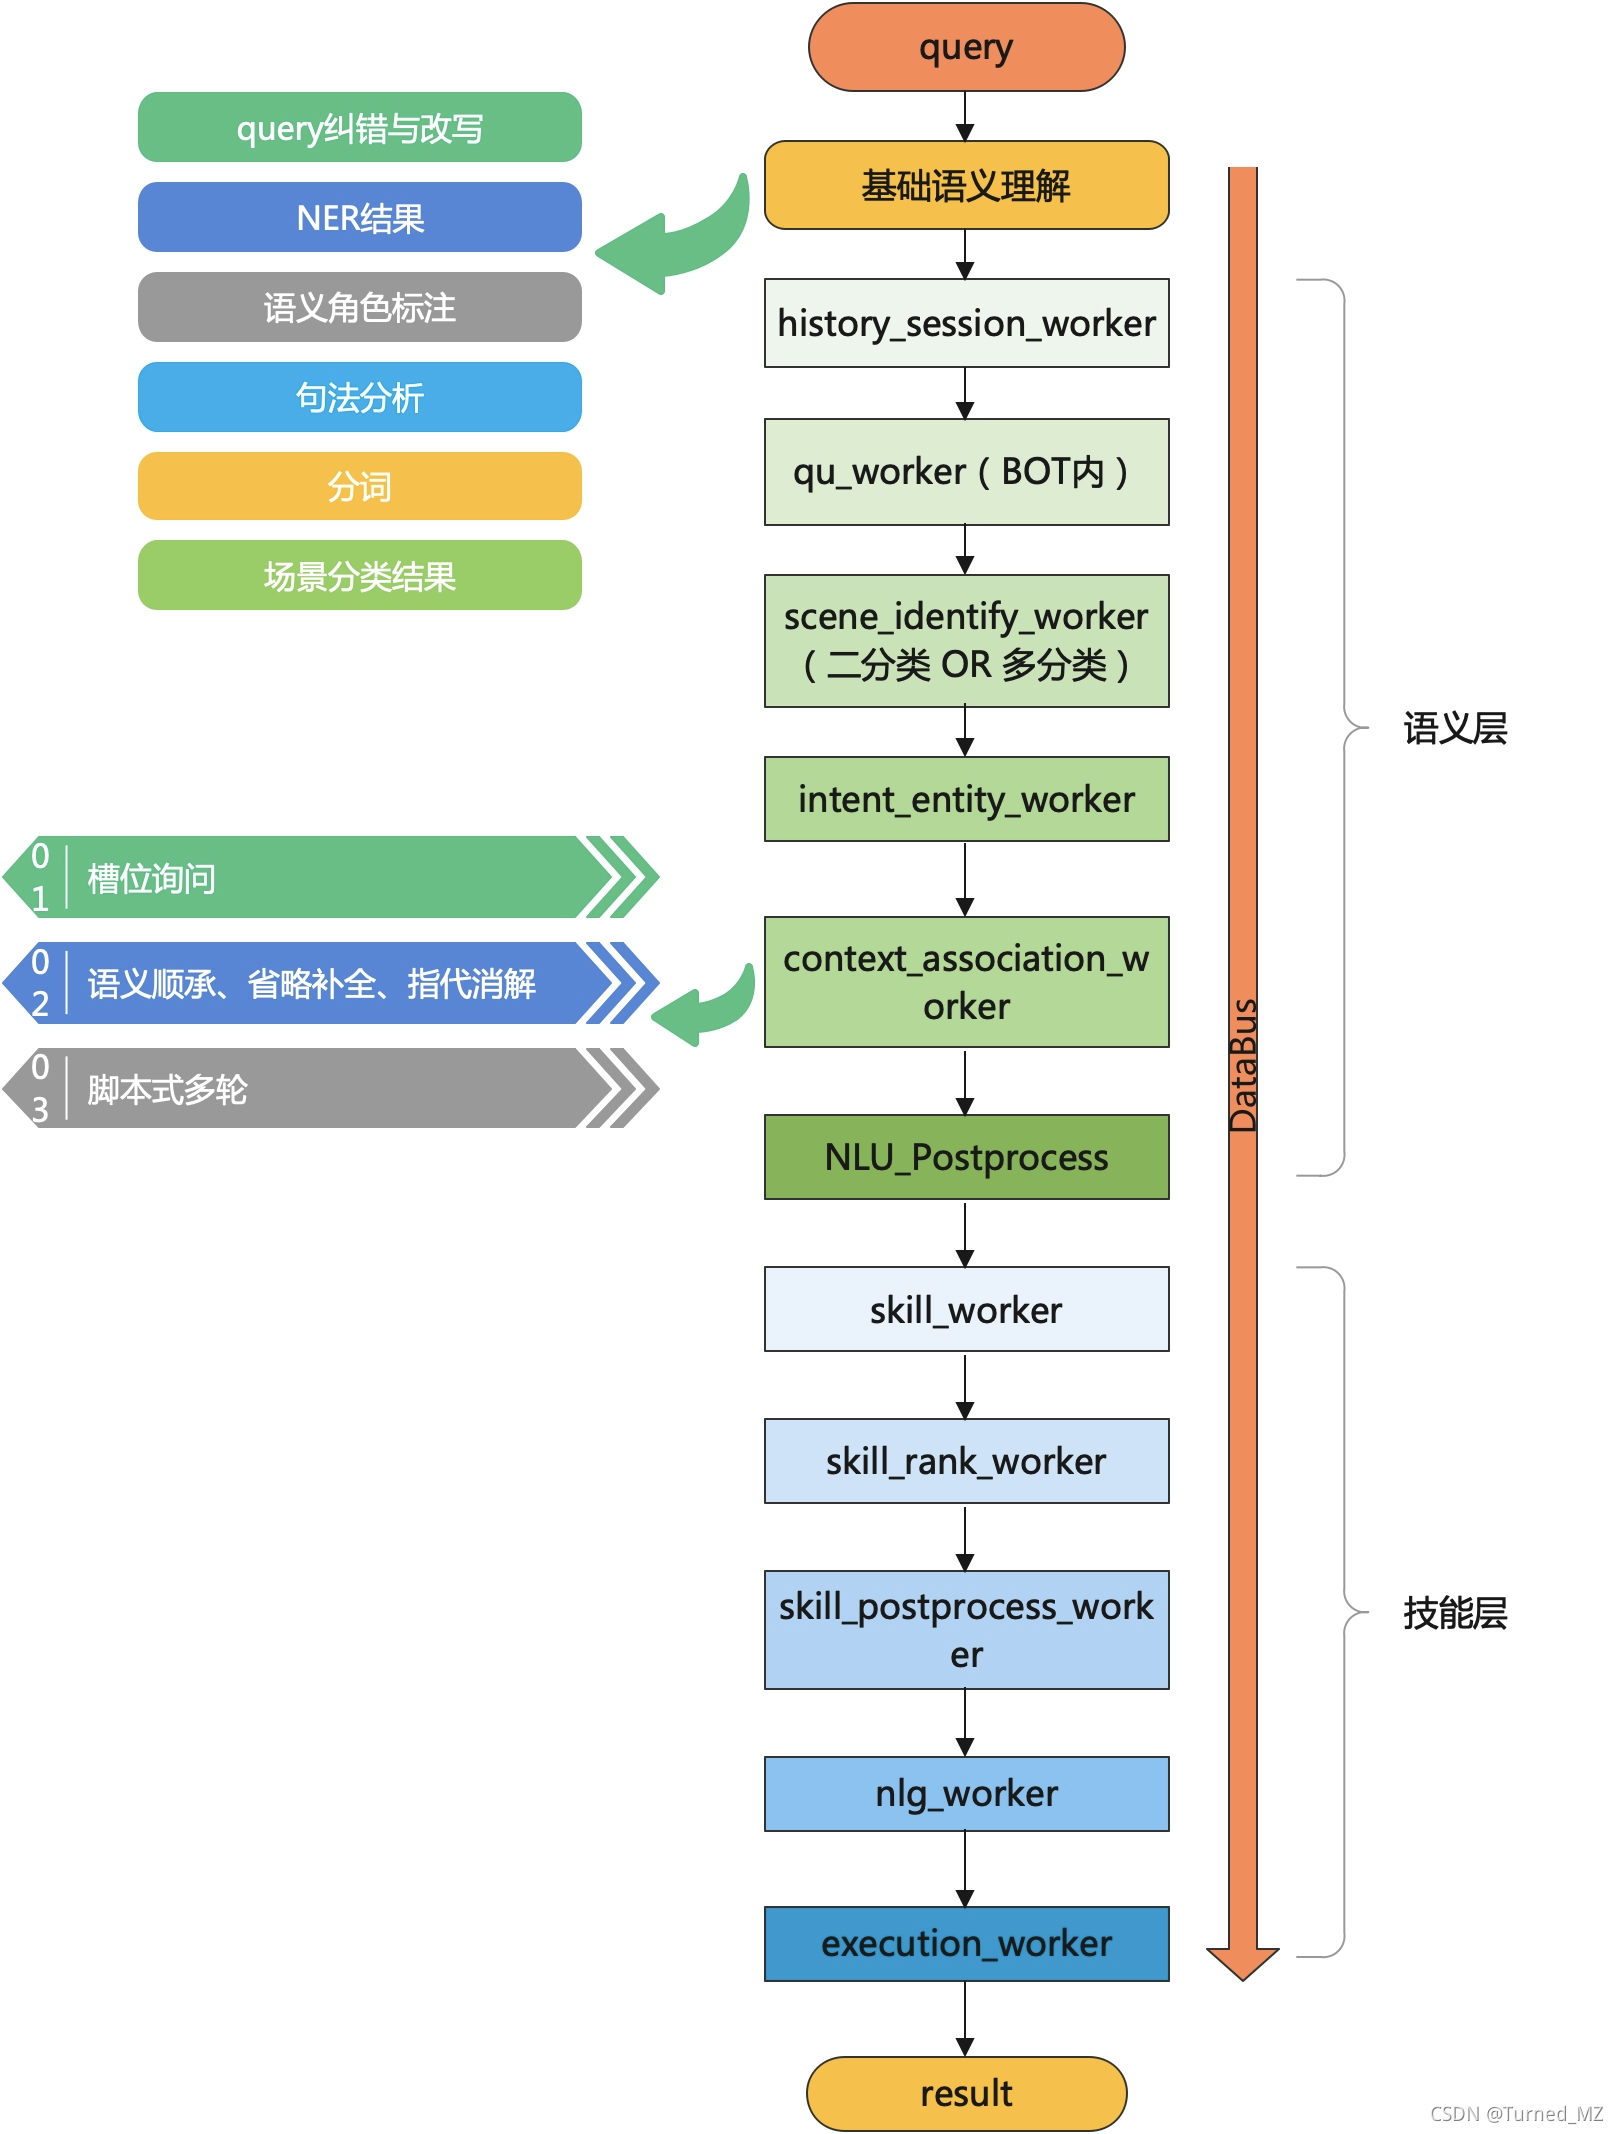 query
query纠错与改写
NER结果
语义角色标注
句法分析
分词
场景分类结果
基础语义理解
history_session_worker
qu_worker（BOT内）
scene_identify_worker
（二分类 OR 多分类）
intent_entity_worker
01
槽位询问
02
语义顺承、省略补全、指代消解
03
脚本式多轮
context_association_w
orker
NLU_Postprocess
DataBus
语义层
skill_worker
skill_rank_worker
skill_postprocess_work
er
nlg_worker
execution_worker
技能层
result
CSDN @Turned_MZ